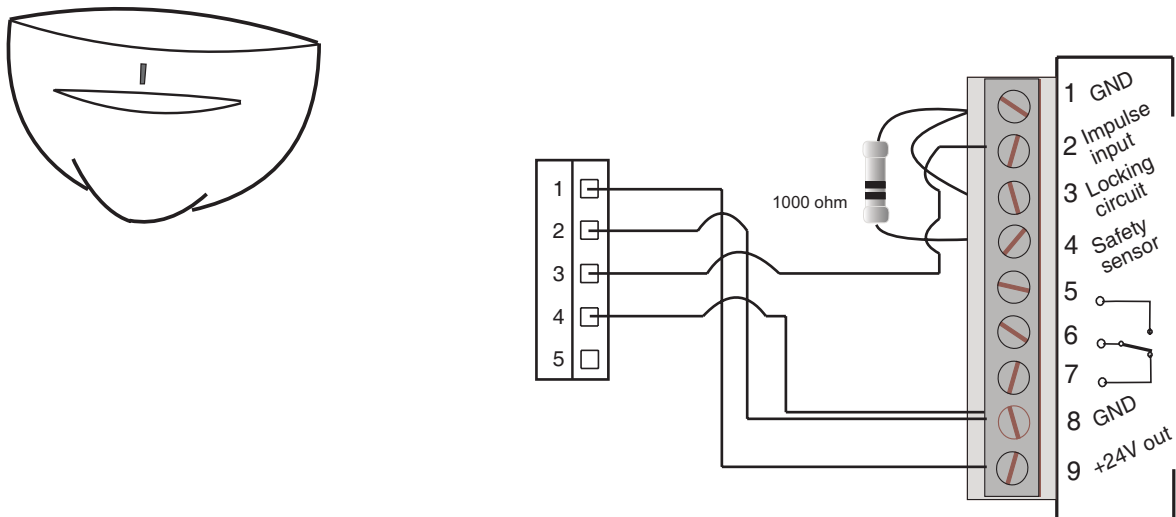 1
2
3
4
5
1000 ohm
1 GND
2 Impulse
input
3 Locking
circuit
4 Safety
sensor
5
6
7
8 GND
9 +24V out